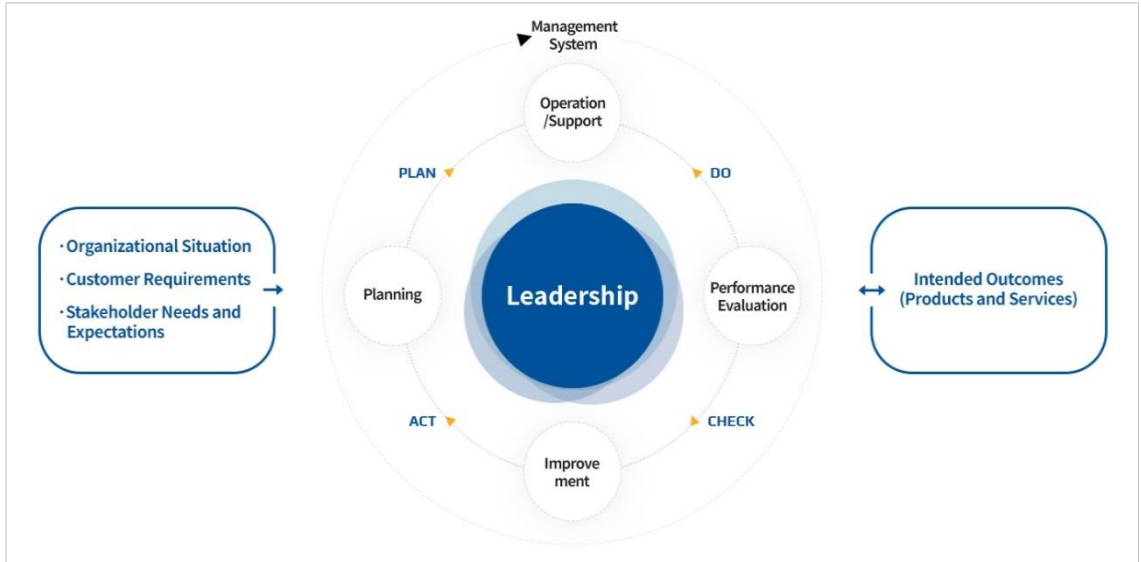 Management
System
Operation
/Support
PLAN
DO
· Organizational Situation
· Customer Requirements
· Stakeholder Needs and
Expectations
Planning
Leadership
Performance
Evaluation
Intended Outcomes
(Products and Services)
ACT
CHECK
Improve
ment